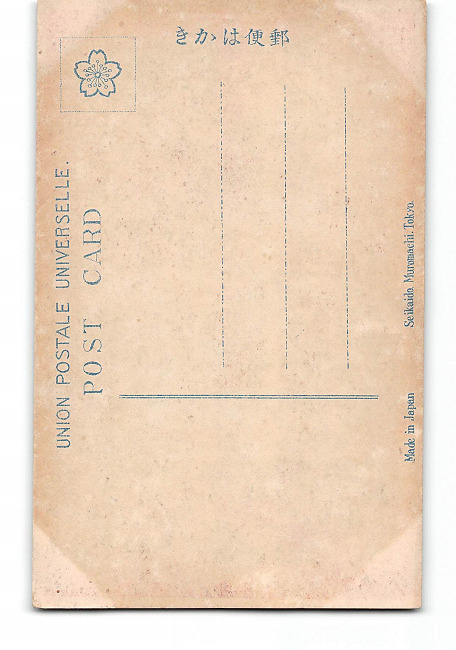 きかは便郵
UNION POSTALE UNIVERSELLE.
POST CARD
Made in Japan
Seikaido Muromachi. Tokyo.